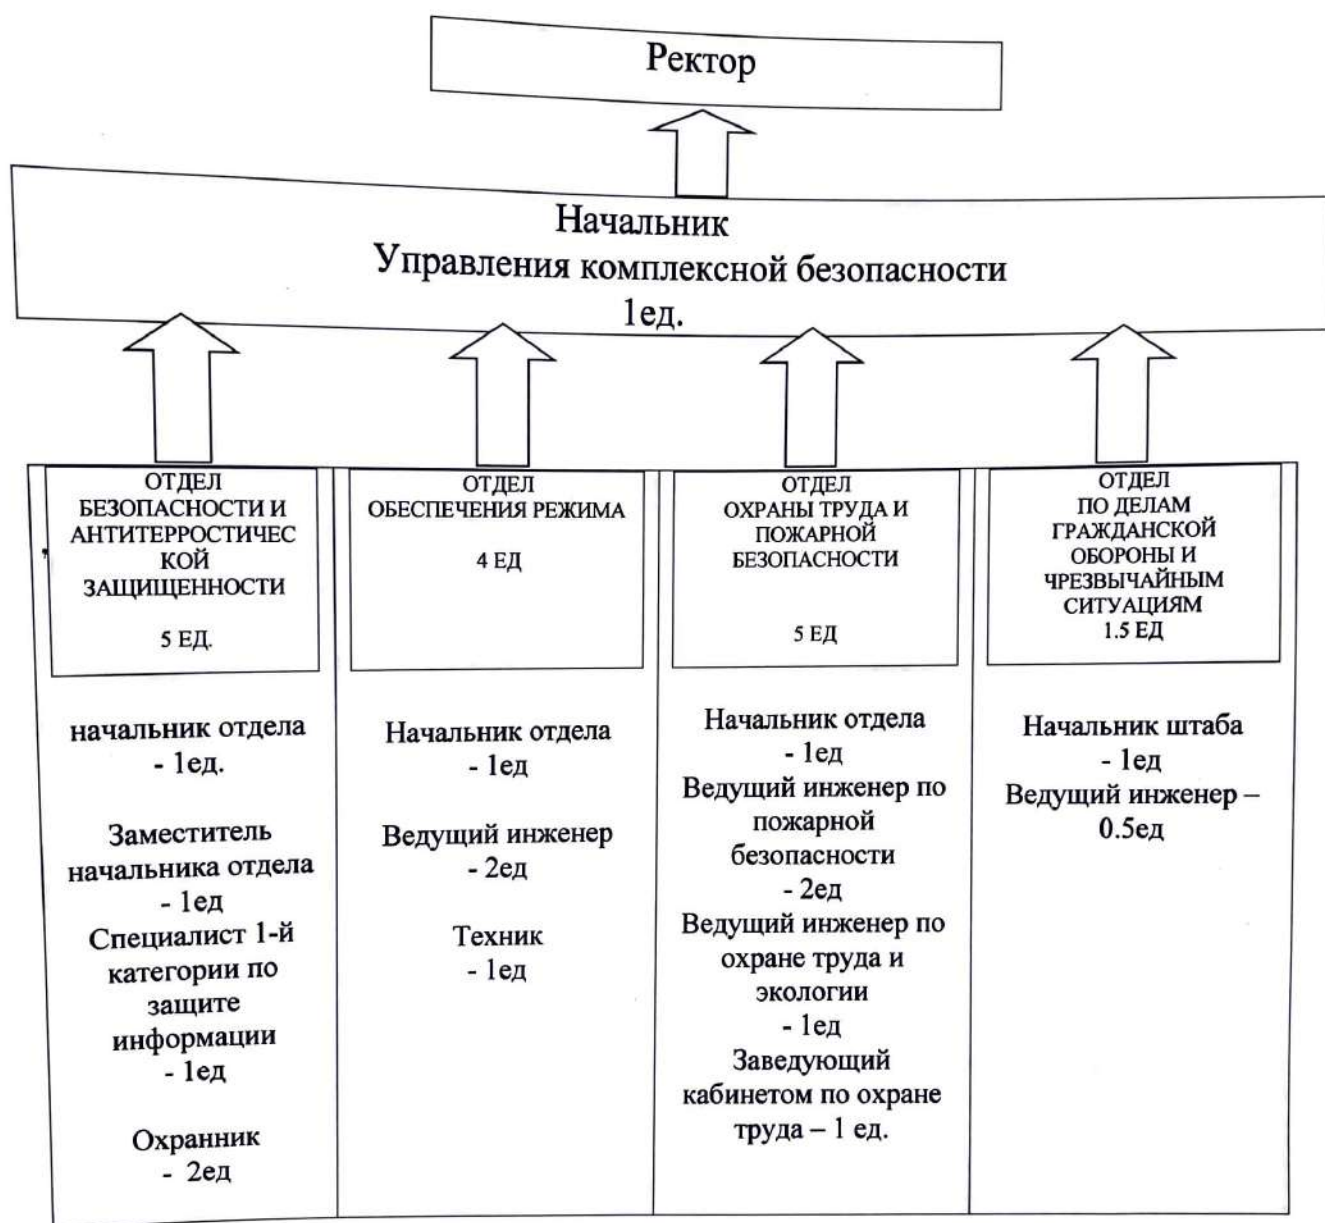 Ректор
Начальник
Управления комплексной безопасности
1ед.
ОТДЕЛ
БЕЗОПАСНОСТИ И
АНТИТЕРРОСТИЧЕС
КОЙ
ЗАЩИЩЕННОСТИ
5 ЕД.
начальник отдела
- 1ед.
Заместитель
начальника отдела
- 1ед
Специалист 1-й
категории по
защите
информации
- 1ед
Охранник
- 2ед
ОТДЕЛ
ОБЕСПЕЧЕНИЯ РЕЖИМА
4 ЕД
Начальник отдела
- 1ед
Ведущий инженер
- 2ед
Техник
- 1ед
ОТДЕЛ
ОХРАНЫ ТРУДА И
ПОЖАРНОЙ
БЕЗОПАСНОСТИ
5 ЕД
Начальник отдела
- 1ед
Ведущий инженер по
пожарной
безопасности
- 2ед
Ведущий инженер по
охране труда и
экологии
- 1ед
Заведующий
кабинетом по охране
труда – 1 ед.
ОТДЕЛ
ПО ДЕЛАМ
ГРАЖДАНСКОЙ
ОБОРОНЫ И
ЧРЕЗВЫЧАЙНЫМ
СИТУАЦИЯМ
1.5 ЕД
Начальник штаба
- 1ед
Ведущий инженер –
0.5ед